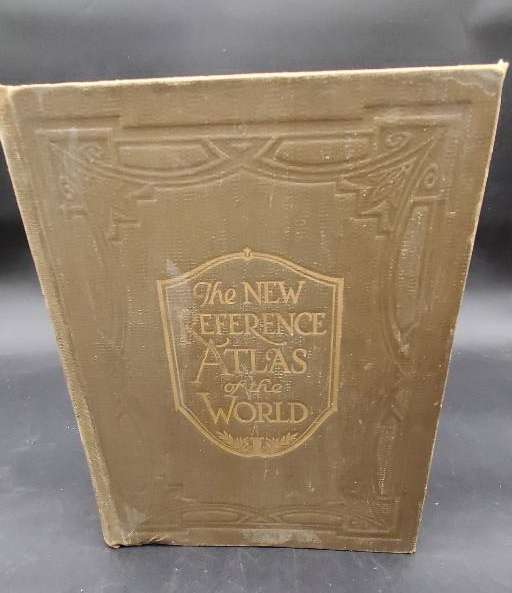 The NEW
REFERENCE
ATLAS
of the
WORLD